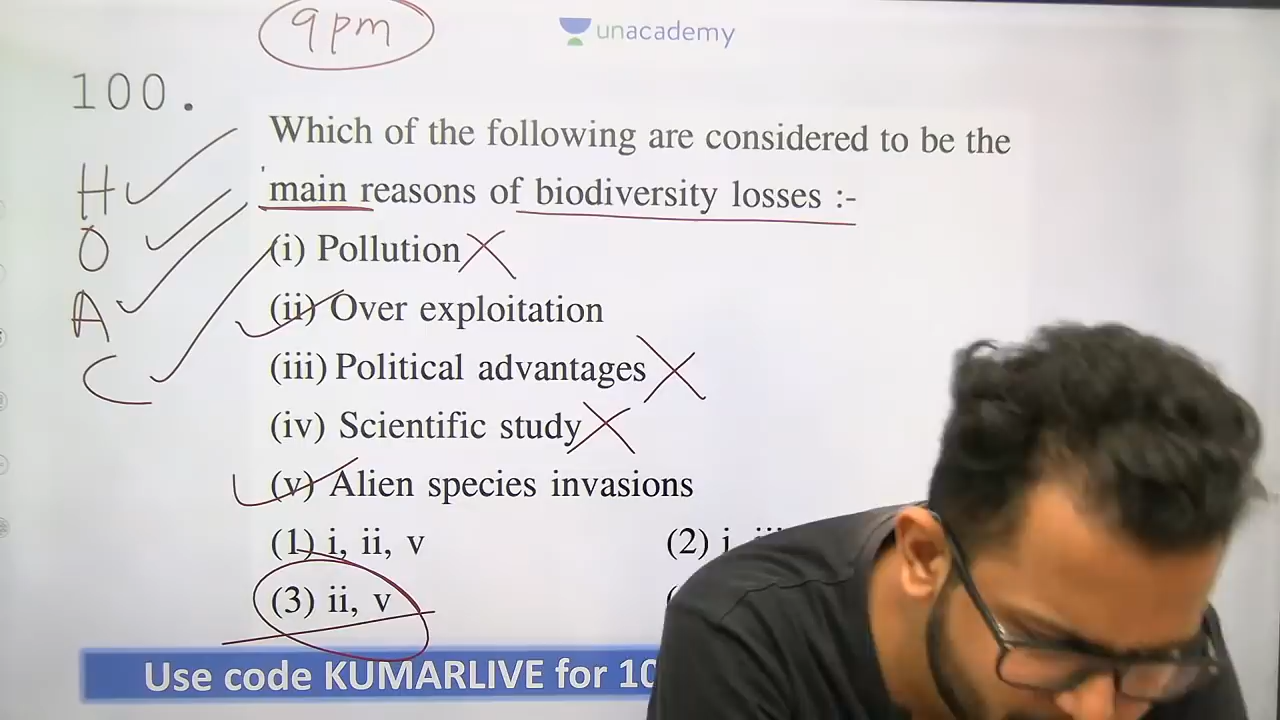 9pm
unacademy
100.
Which of the following are considered to be the
main reasons of biodiversity losses :-
H
O
A
C
(i) Pollution
(ii) Over exploitation
(iii) Political advantages
(iv) Scientific study
(v) Alien species invasions
(1) i, ii, v (2) i,
(3) ii, v
Use code KUMARLIVE for 10